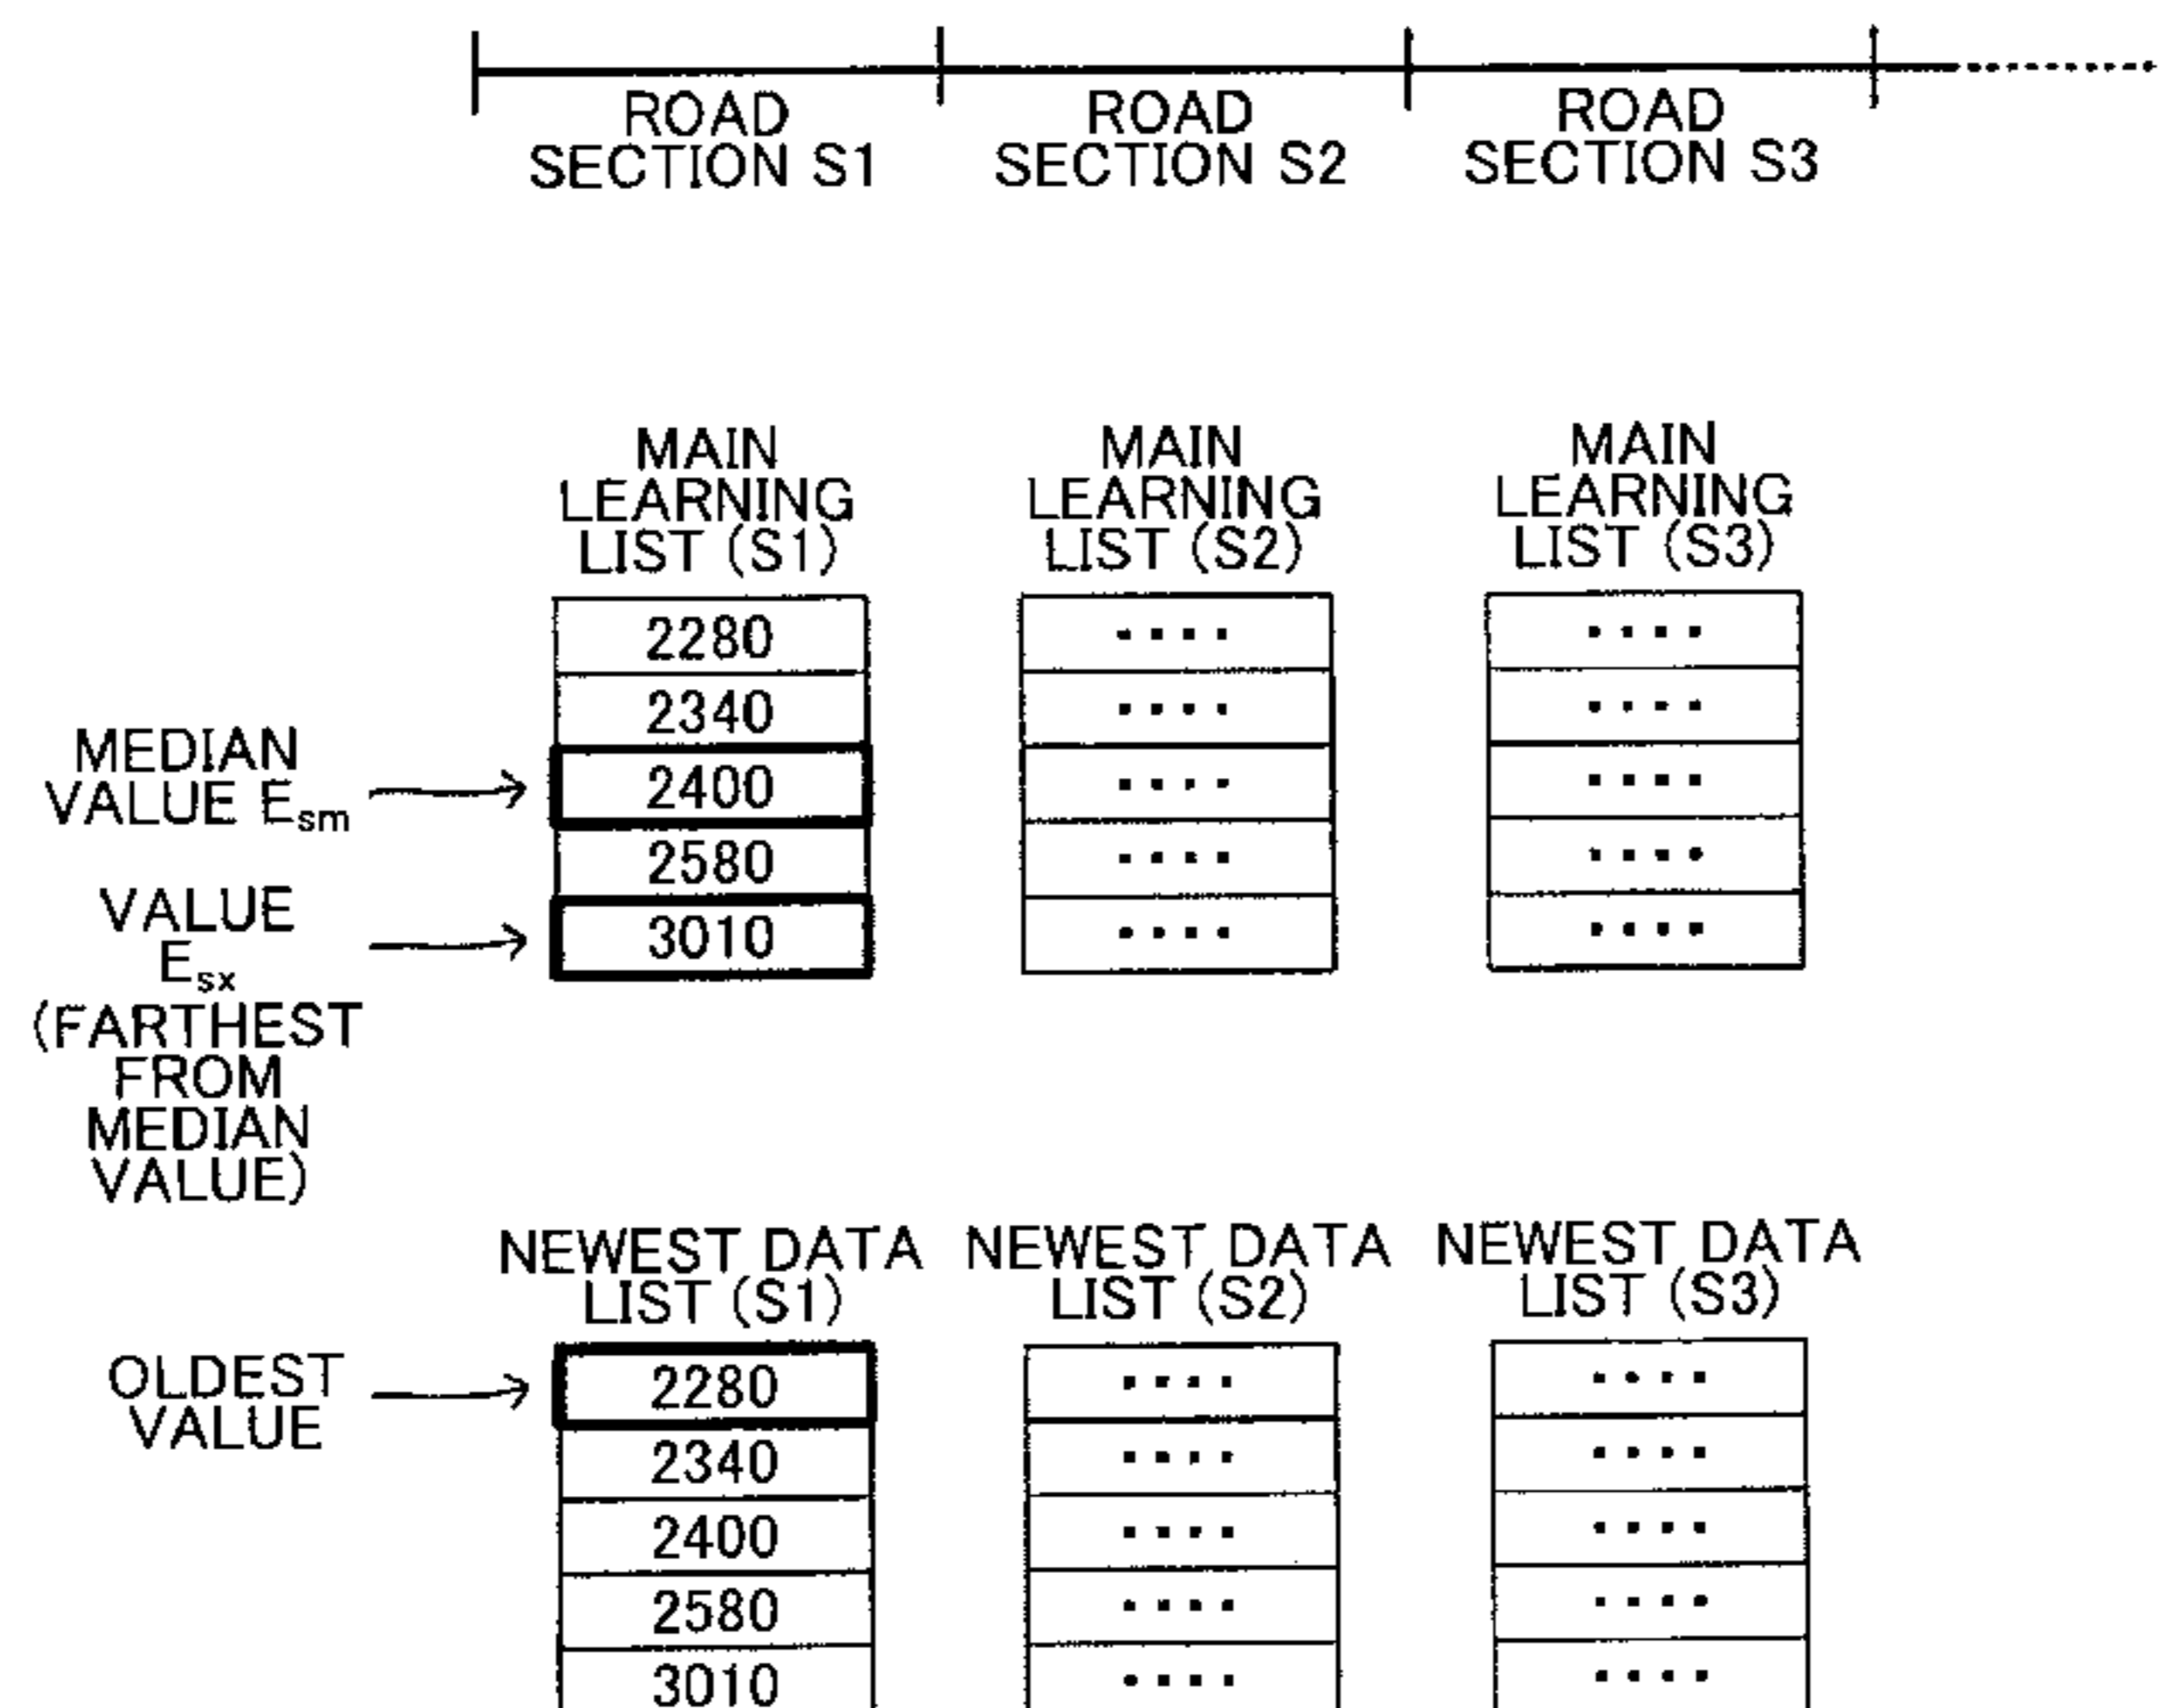 ROAD
SECTION S1
ROAD
SECTION S2
ROAD
SECTION S3
MAIN
LEARNING
LIST (S1)
MAIN
LEARNING
LIST (S2)
MAIN
LEARNING
LIST (S3)
2280
2340
2400
2580
3010
MEDIAN
VALUE Esm
VALUE
Esx
(FARTHEST
FROM
MEDIAN
VALUE)
NEWEST DATA
LIST (S1)
NEWEST DATA
LIST (S2)
NEWEST DATA
LIST (S3)
OLDEST
VALUE
2280
2340
2400
2580
3010